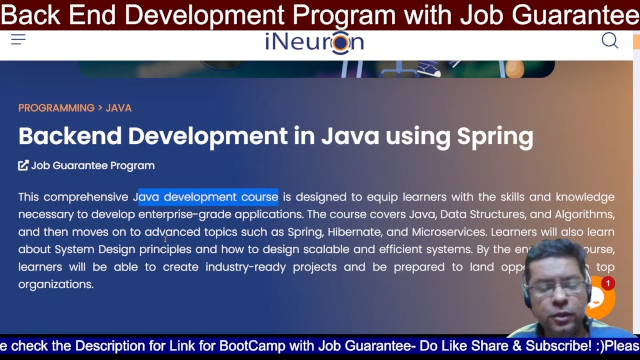 Back End Development Program with Job Guarantee
iNeuron
PROGRAMMING > JAVA
Backend Development in Java using Spring
Job Guarantee Program
This comprehensive Java development course is designed to equip learners with the skills and knowledge
necessary to develop enterprise-grade applications. The course covers Java, Data Structures, and Algorithms,
and then moves on to advanced topics such as Spring, Hibernate, and Microservices. Learners will also learn
about System Design principles and how to design scalable and efficient systems. By the
learners will be able to create industry-ready projects and be prepared to land top
organizations.
1
e check the Description for Link for BootCamp with Job Guarantee- Do Like Share & Subscribe! :)Pleas